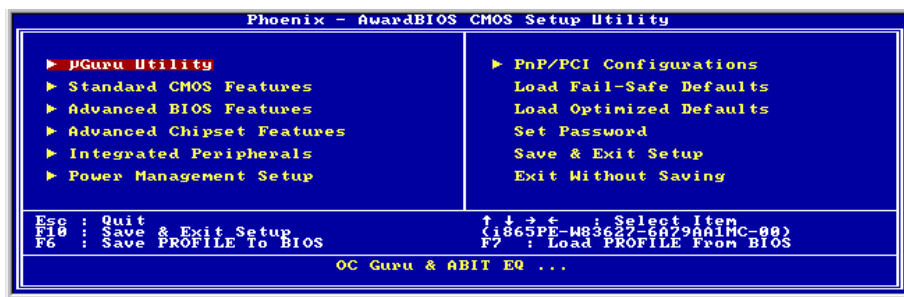 Phoenix - AwardBIOS CMOS Setup Utility
► µGuru Utility
► Standard CMOS Features
► Advanced BIOS Features
► Advanced Chipset Features
► Integrated Peripherals
► Power Management Setup
► PnP/PCI Configurations
Load Fail-Safe Defaults
Load Optimized Defaults
Set Password
Save & Exit Setup
Exit Without Saving
Esc : Quit
F10 : Save & Exit Setup
F6 : Save PROFILE To BIOS
↑ ↓ → ← : Select Item
(i865PE-W83627-6A79AA1MC-00)
F7 : Load PROFILE From BIOS
OC Guru & ABIT EQ ...